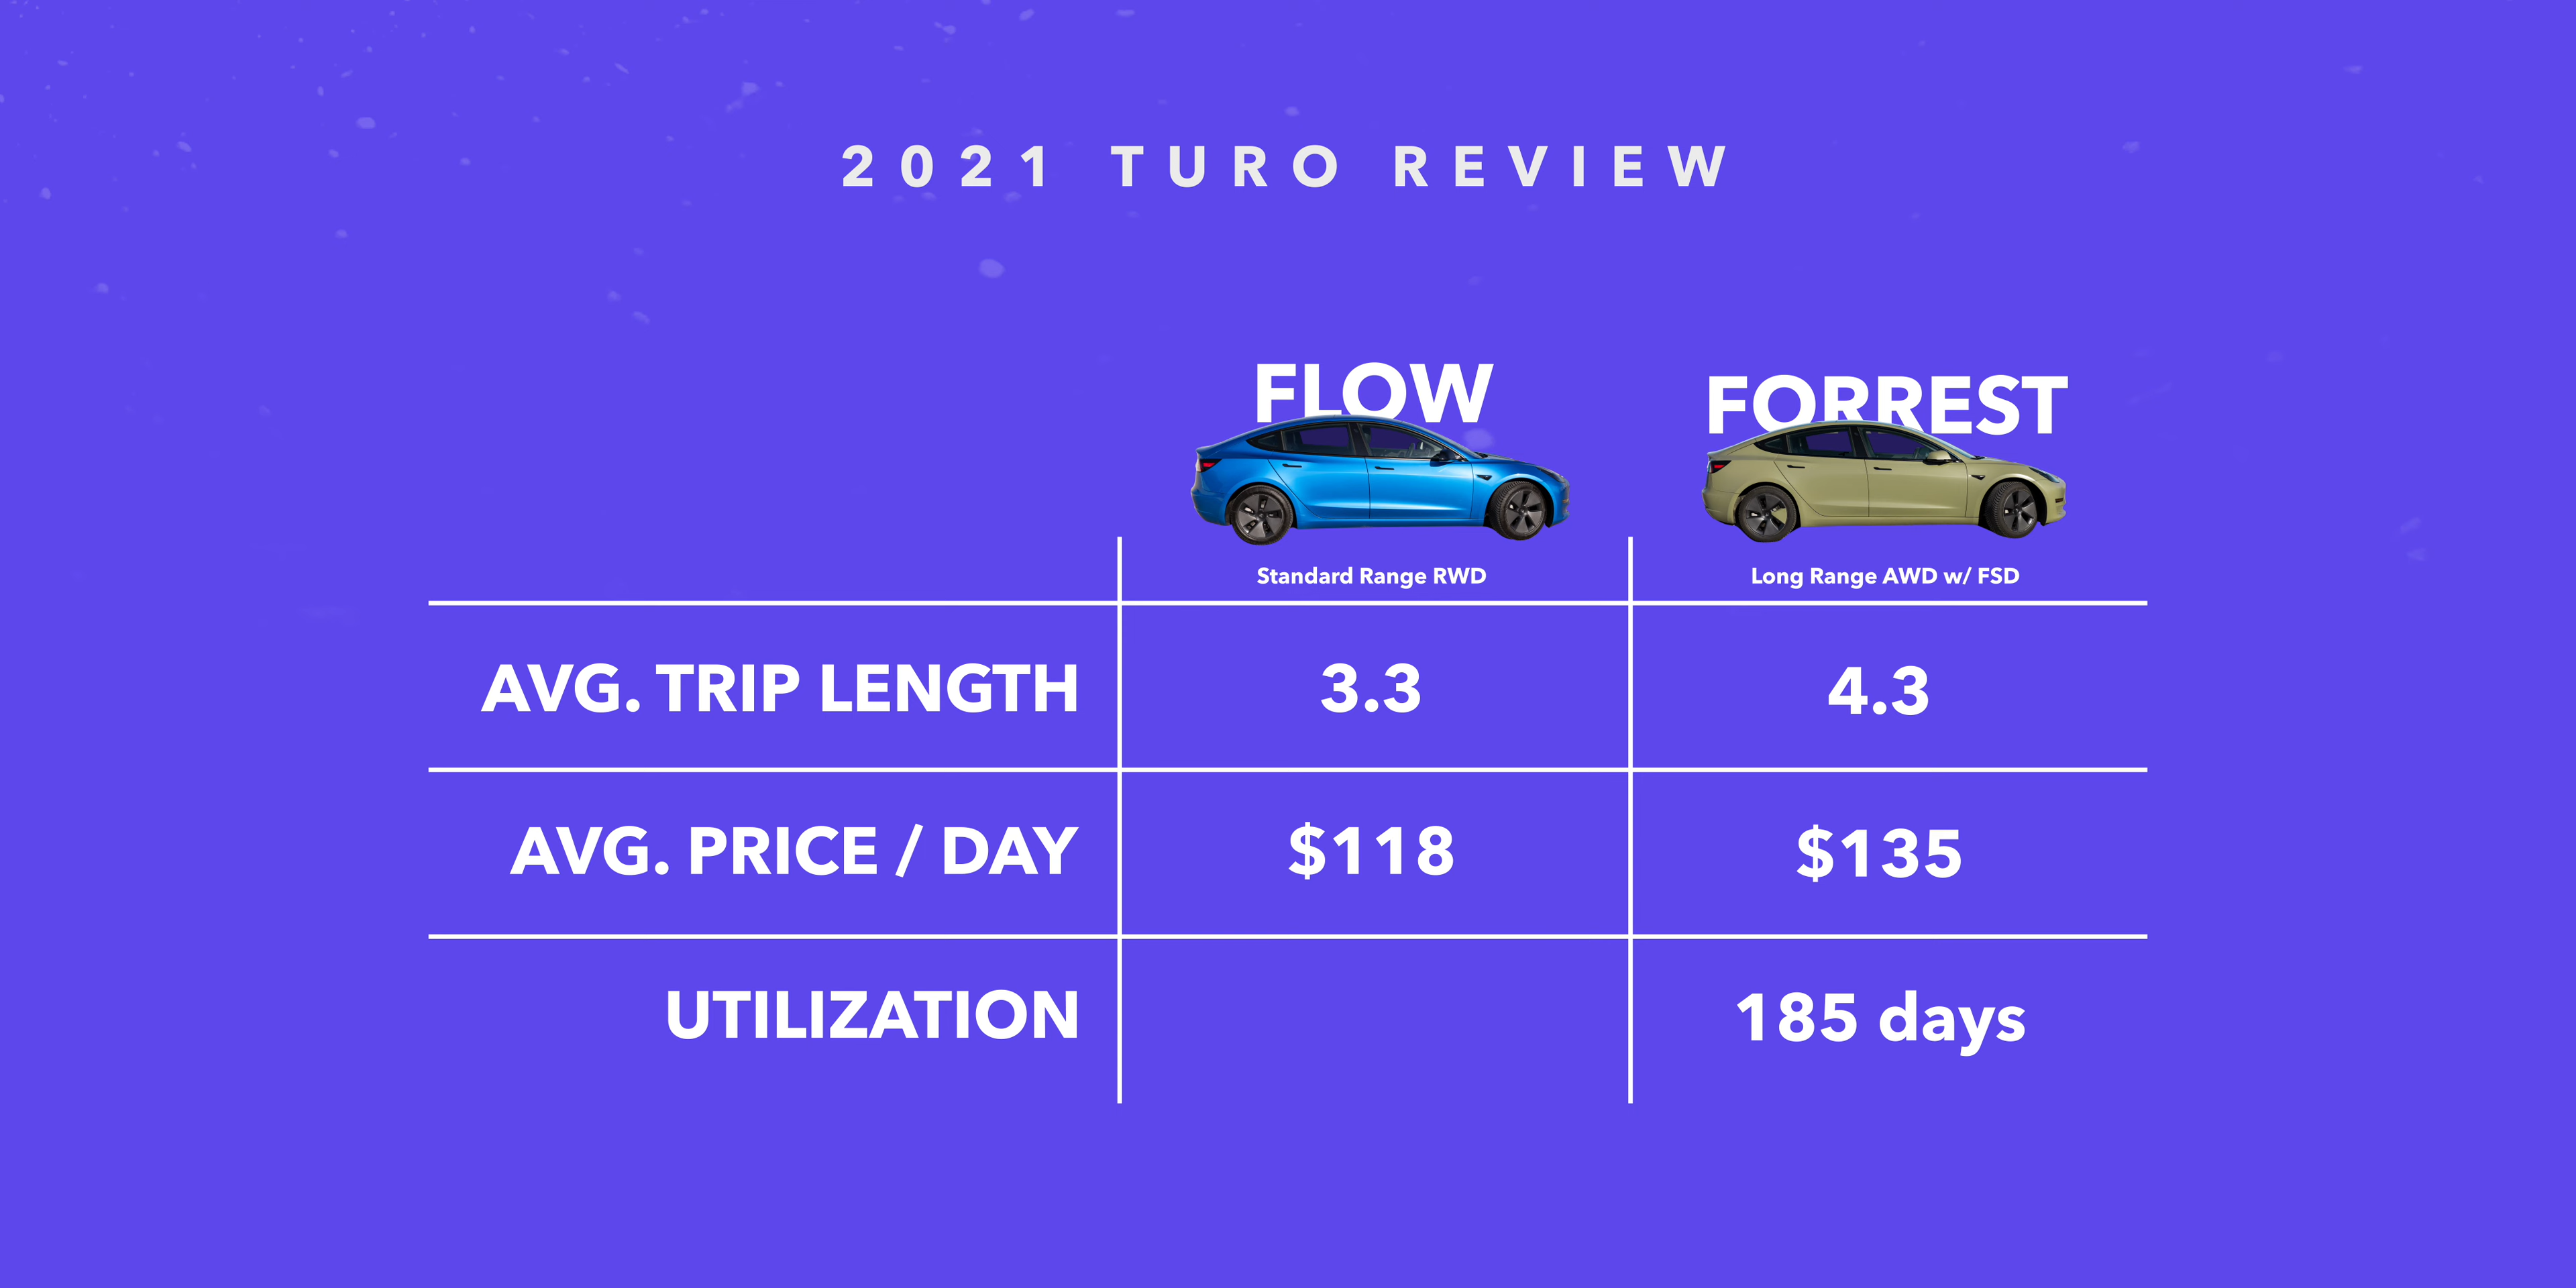 2021 TURO REVIEW
FLOW
FORREST
Standard Range RWD
Long Range AWD w/ FSD
AVG. TRIP LENGTH
3.3
4.3
AVG. PRICE / DAY
$118
$135
UTILIZATION
185 days